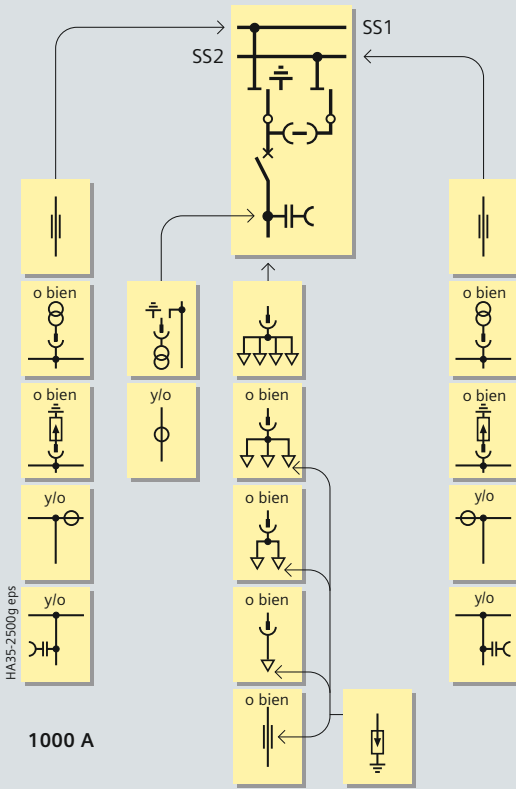 SS1
SS2
o bien
o bien
y/o
y/o
y/o
o bien
o bien
o bien
o bien
o bien
o bien
y/o
y/o
HA35-2500g eps
1000 A